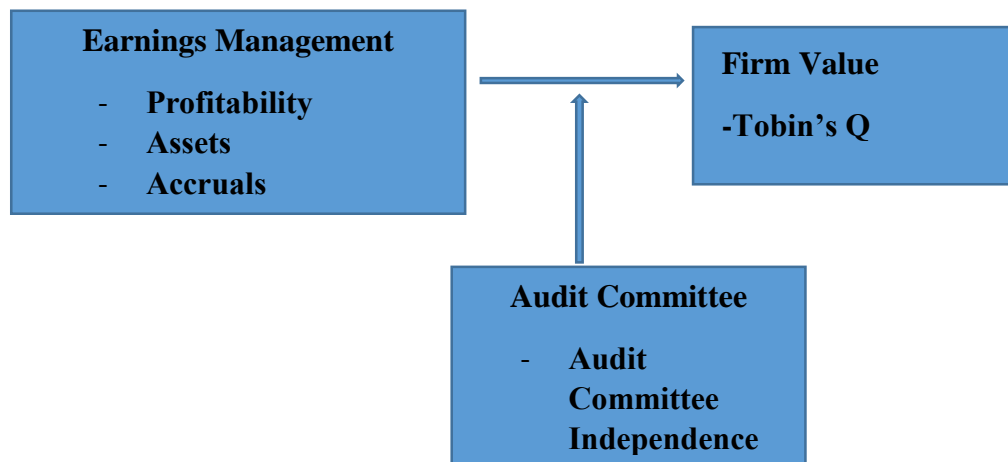 Earnings Management
- Profitability
- Assets
- Accruals
Firm Value
-Tobin’s Q
Audit Committee
- Audit
Committee
Independence